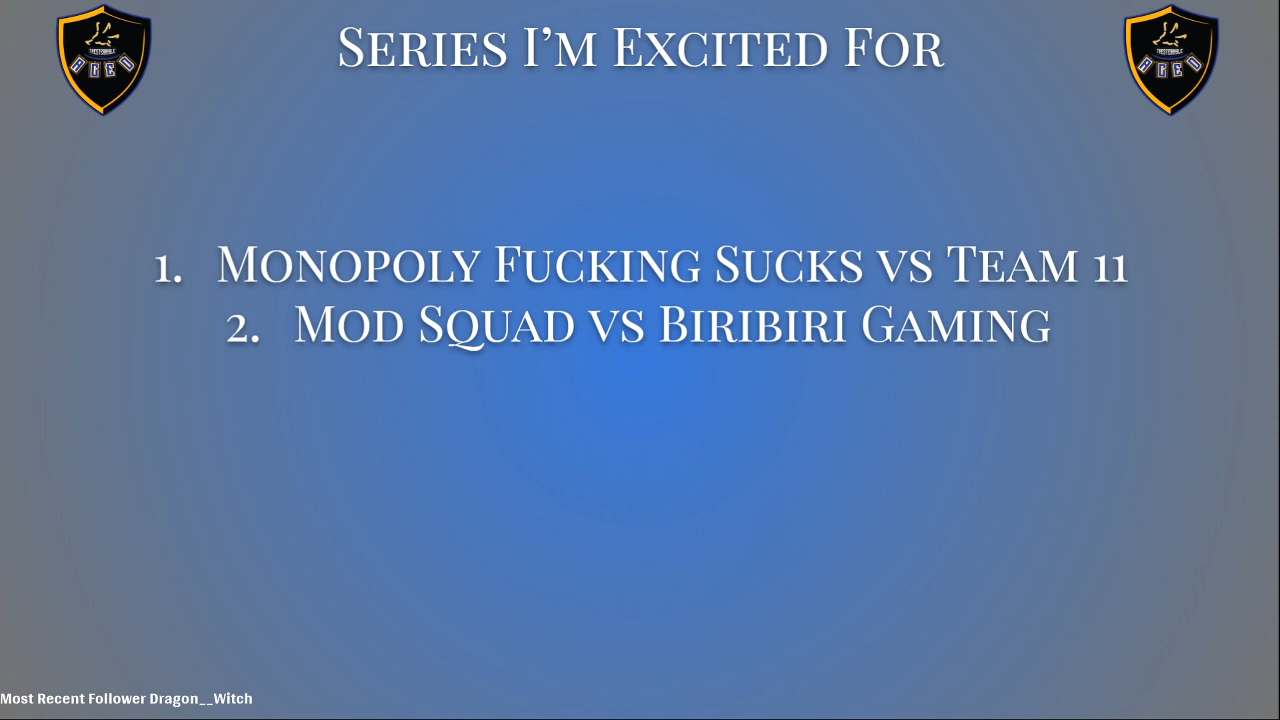 Series I’m Excited For
1. Monopoly Fucking Sucks vs Team 11
2. Mod Squad vs Biribiri Gaming
Most Recent Follower Dragon__Witch